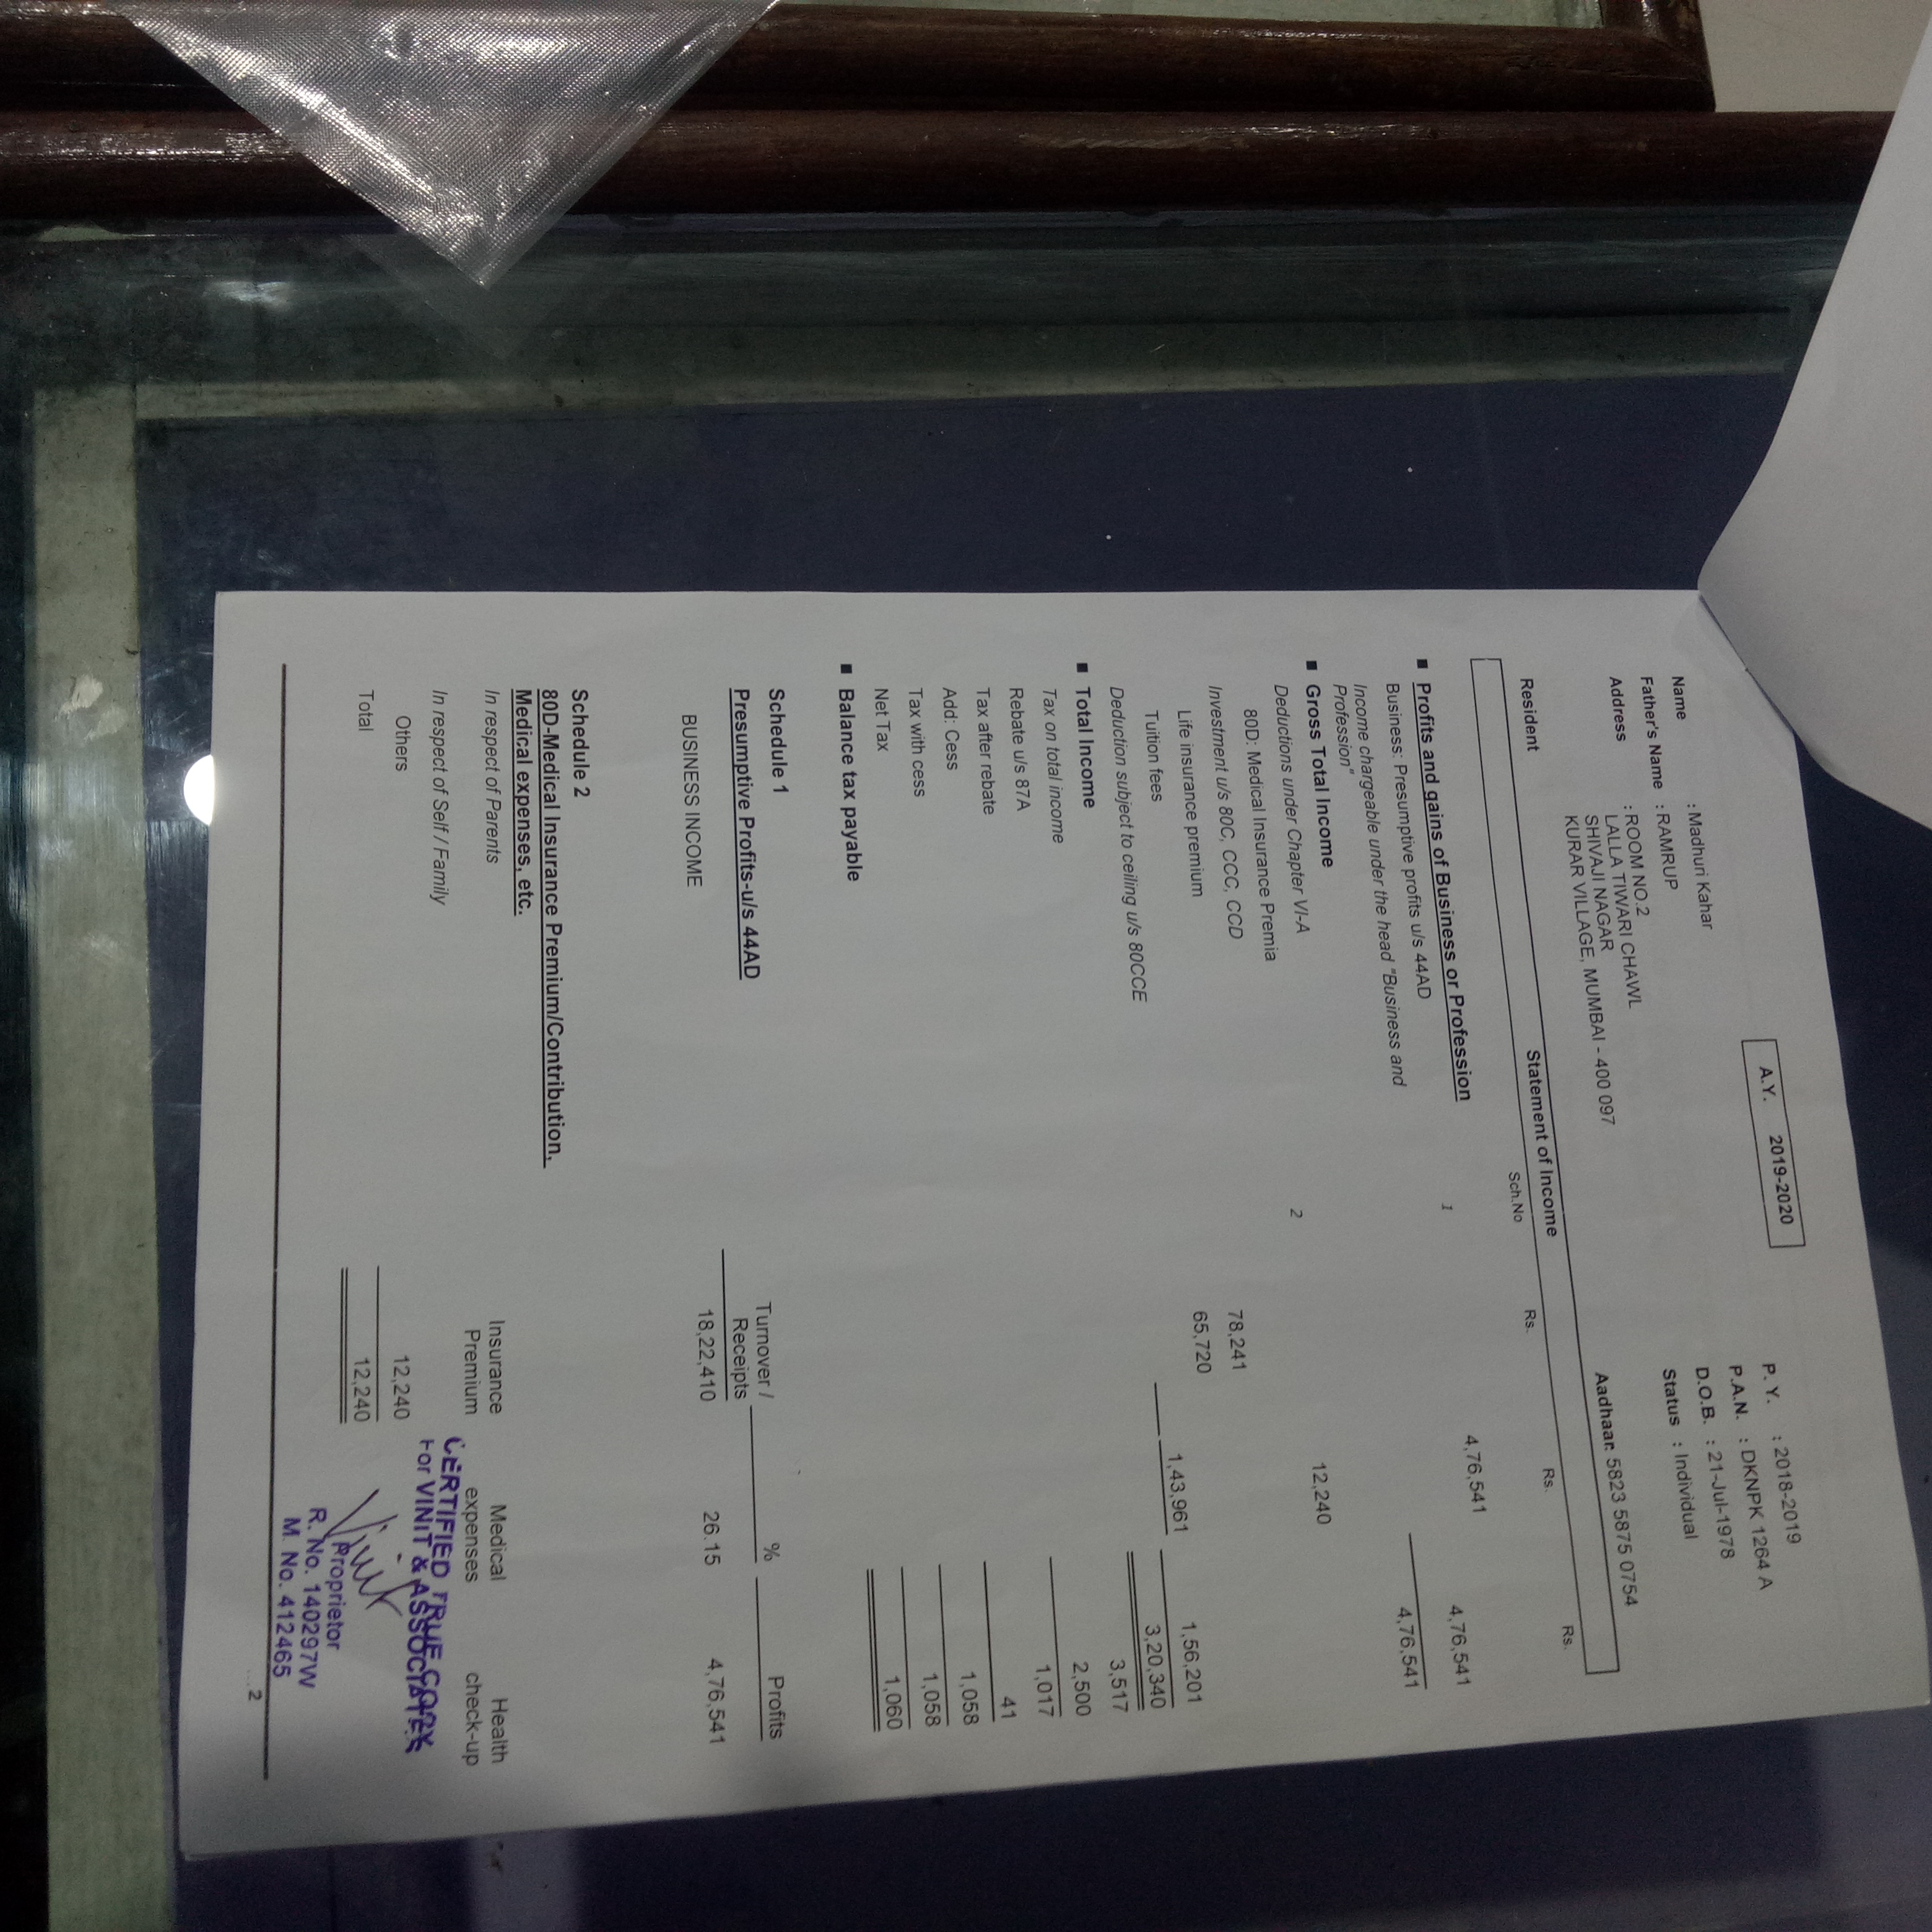 A.Y. 2019-2020
Name : Madhuri Kahar
Father's Name : RAMRUP
Address : ROOM NO.2
LALLA TIWARI CHAWL
SHIVAJI NAGAR
KURAR VILLAGE, MUMBAI - 400 097
P. Y. : 2018-2019
P.A.N. : DKNPK 1264 A
D.O.B. : 21-Jul-1978
Status : Individual
Statement of Income
Resident Aadhaar: 5823 5875 0754
Sch.No Rs. Rs. Rs.
■ Profits and gains of Business or Profession
Business: Presumptive profits u/s 44AD 1 4,76,541
Income chargeable under the head "Business and Profession" 4,76,541
■ Gross Total Income 4,76,541
Deductions under Chapter VI-A
80D: Medical Insurance Premia 2 12,240
Investment u/s 80C, CCC, CCD
Life insurance premium 78,241
Tuition fees 65,720
Deduction subject to ceiling u/s 80CCE 1,43,961 1,56,201
■ Total Income 3,20,340
Tax on total income 3,517
Rebate u/s 87A 2,500
Tax after rebate 1,017
Add: Cess 41
Tax with cess 1,058
Net Tax 1,058
■ Balance tax payable 1,060
Schedule 1
Presumptive Profits-u/s 44AD
Turnover / Receipts % Profits
BUSINESS INCOME 18,22,410 26.15 4,76,541
Schedule 2
80D-Medical Insurance Premium/Contribution,
Medical expenses, etc.
Insurance Premium Medical expenses Health check-up
In respect of Parents
In respect of Self / Family
Others 12,240
Total 12,240
CERTIFIED TRUE COPY
For VINIT & ASSOCIATES
Proprietor
R. No. 140297W
M. No. 412465
....2